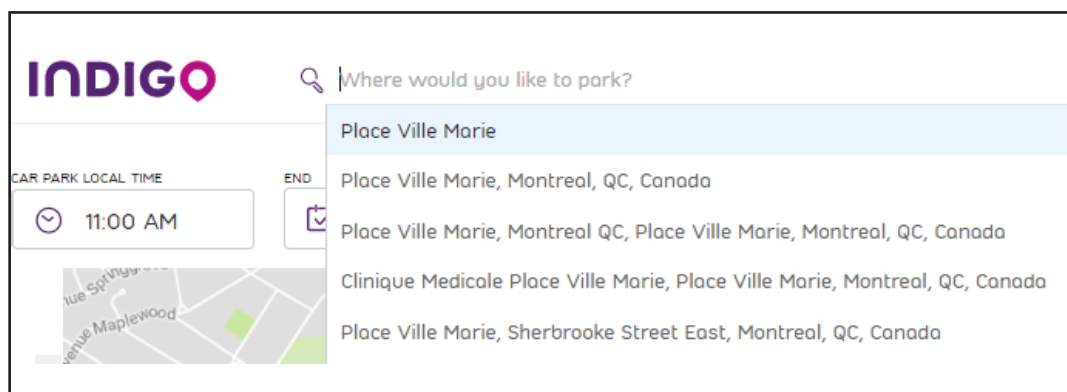 INDIGO
Where would you like to park?
Place Ville Marie
CAR PARK LOCAL TIME
END
Place Ville Marie, Montreal, QC, Canada
11:00 AM
Place Ville Marie, Montreal QC, Place Ville Marie, Montreal, QC, Canada
Clinique Medicale Place Ville Marie, Place Ville Marie, Montreal, QC, Canada
Place Ville Marie, Sherbrooke Street East, Montreal, QC, Canada
Maplewood